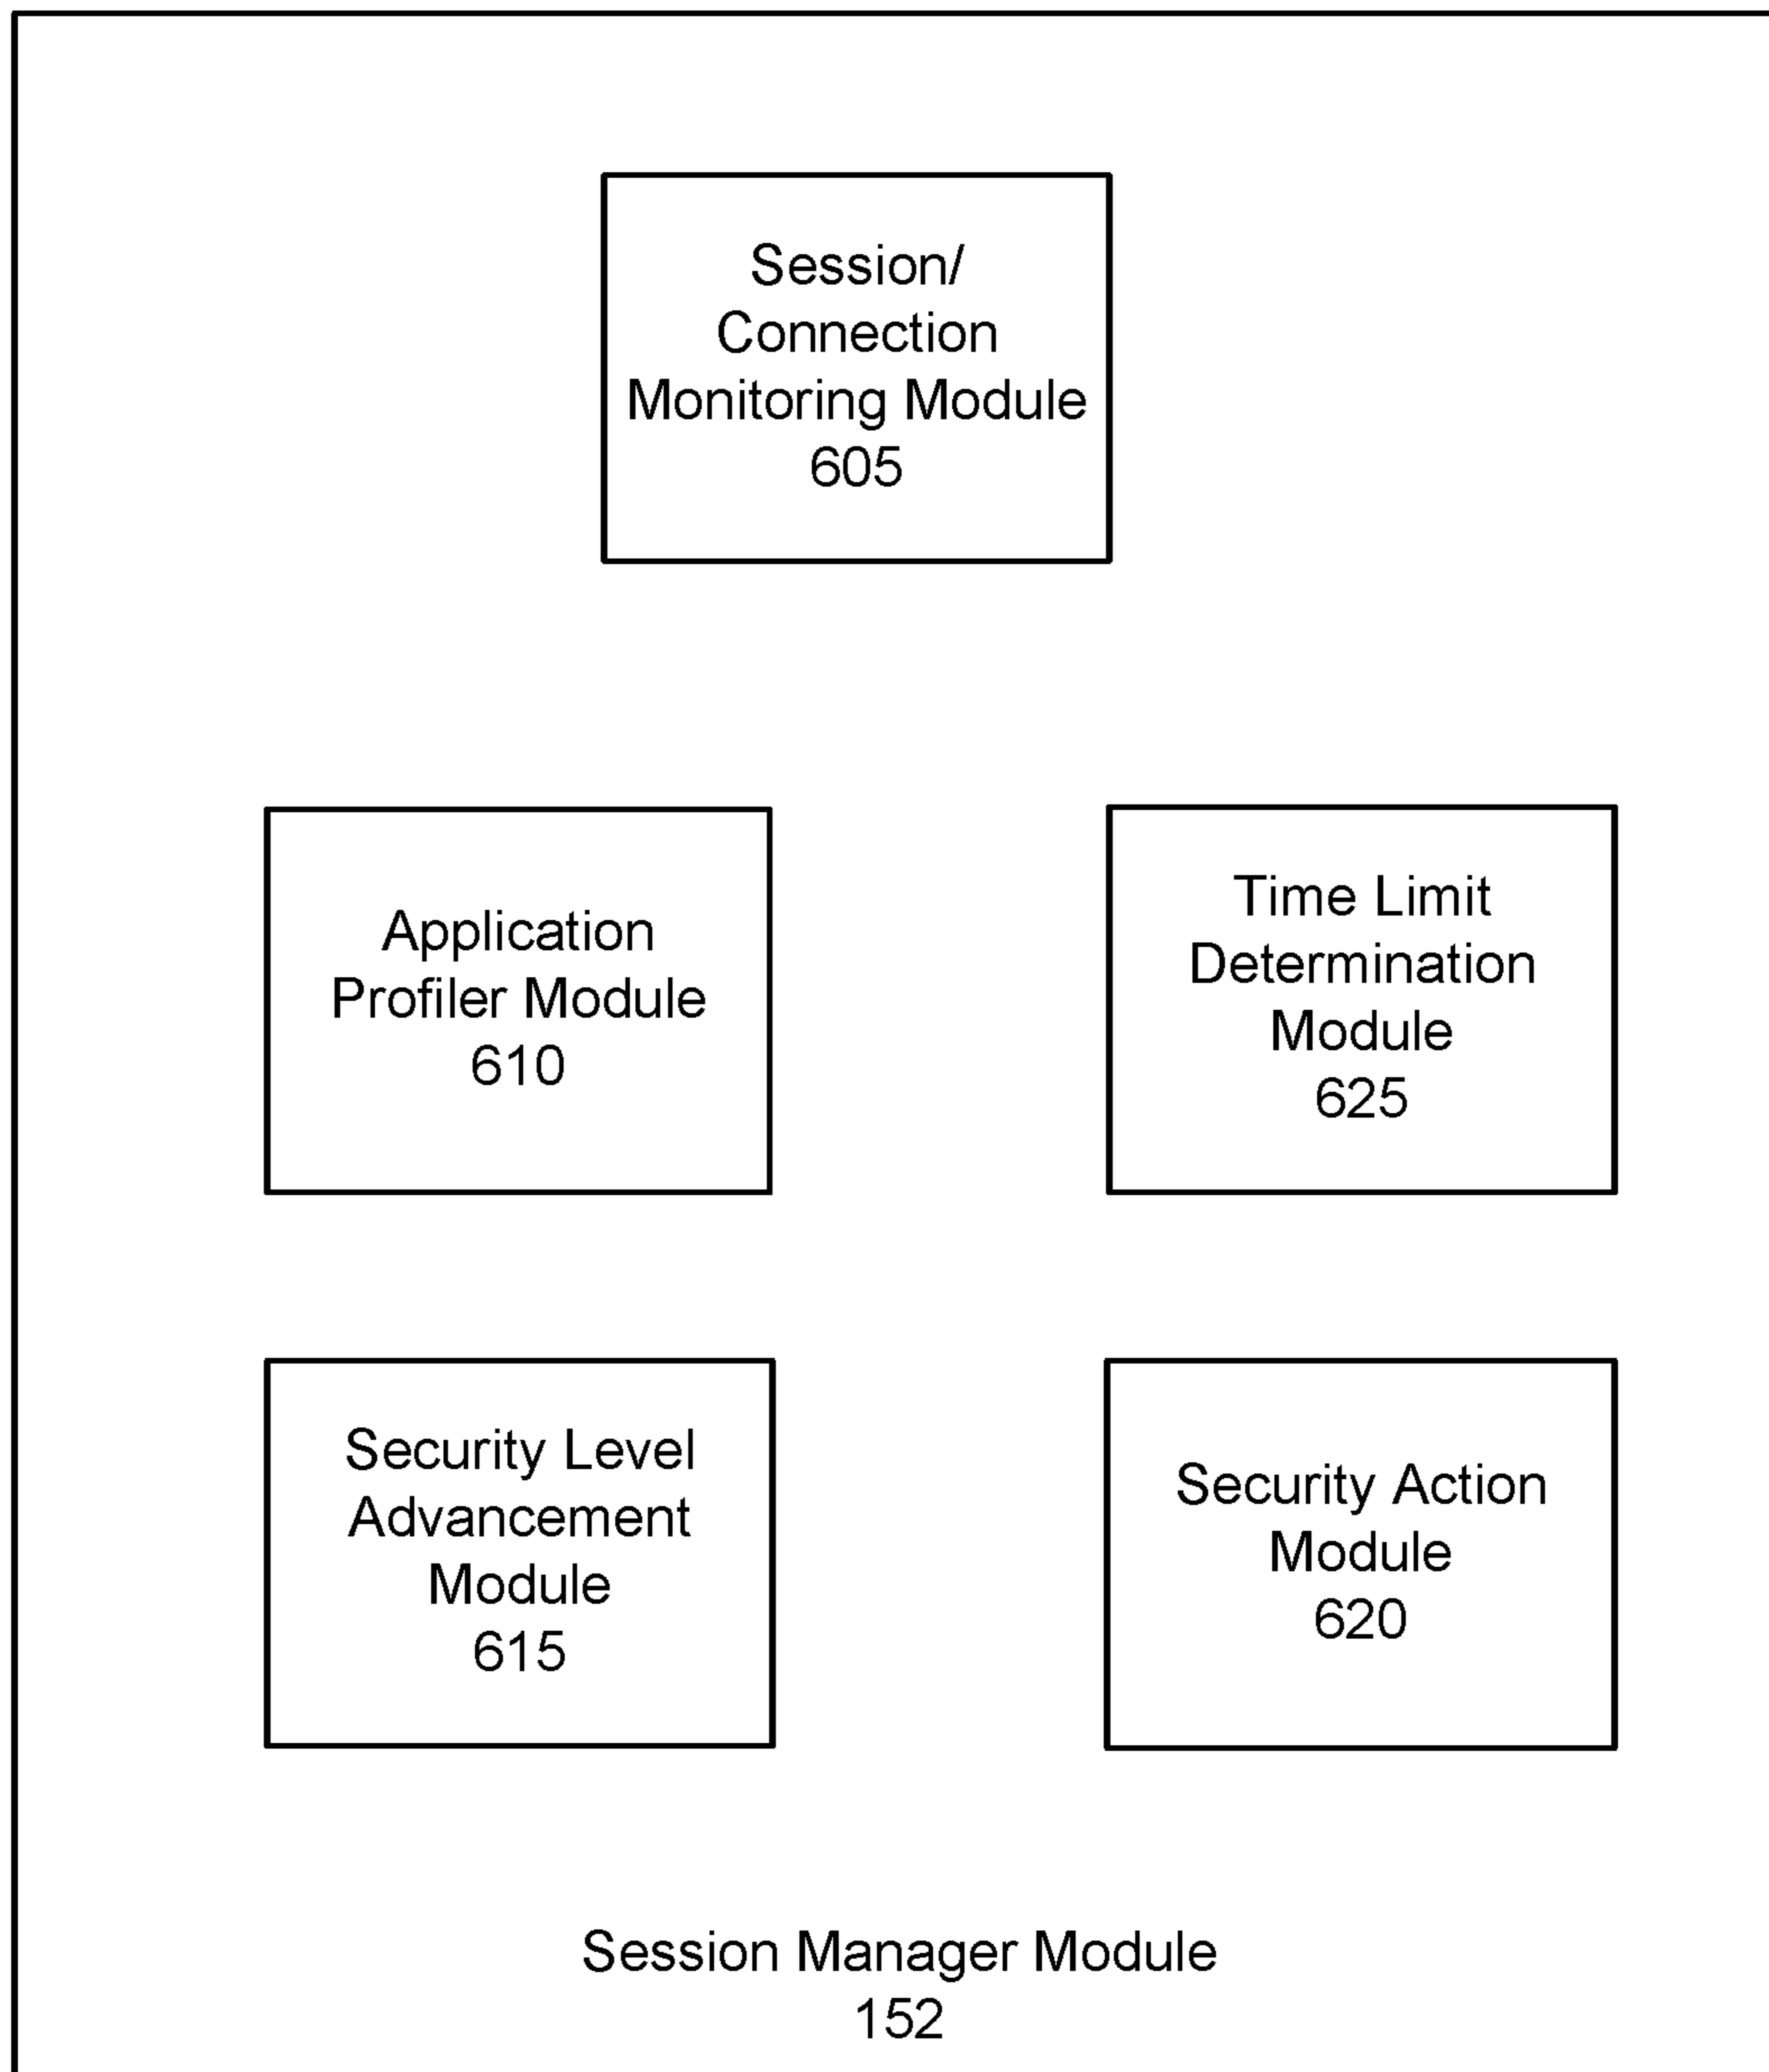 Session/
Connection
Monitoring Module
605
Application
Profiler Module
610
Time Limit
Determination
Module
625
Security Level
Advancement
Module
615
Security Action
Module
620
Session Manager Module
152